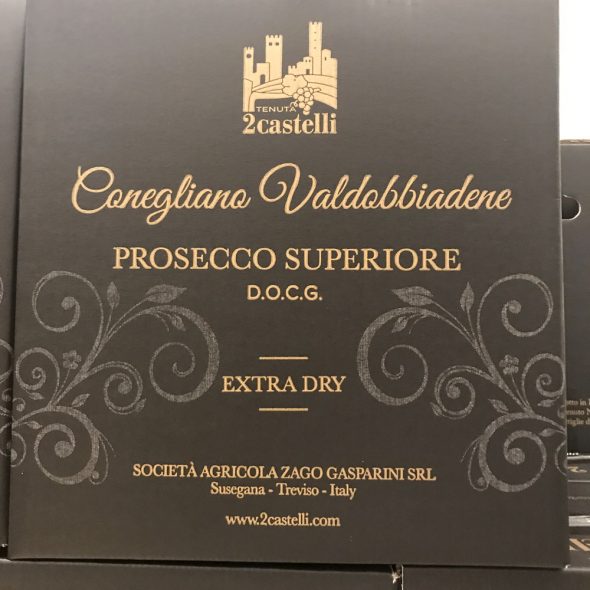 TENUTA
2castelli
Conegliano Valdobbiadene
PROSECCO SUPERIORE
D.O.C.G.
EXTRA DRY
SOCIETÀ AGRICOLA ZAGO GASPARINI SRL
Susegana - Treviso - Italy
www.2castelli.com